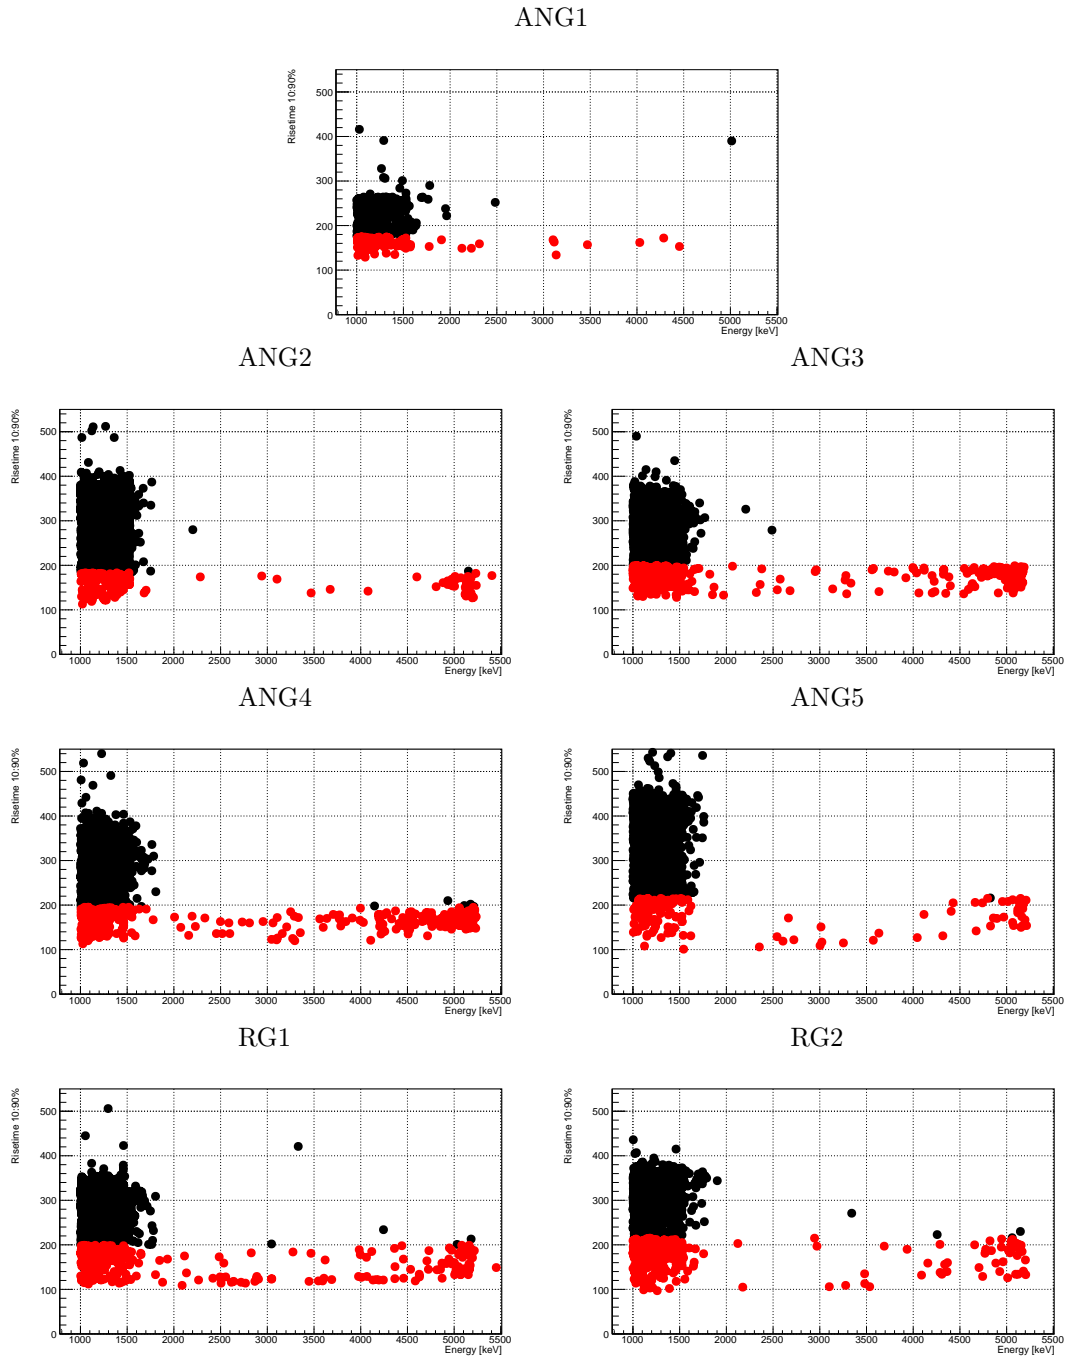 ANG1
Risetime 10:90%
500
400
300
200
100
0
1000 1500 2000 2500 3000 3500 4000 4500 5000 5500
Energy [keV]
ANG2 ANG3
Risetime 10:90% Risetime 10:90%
500 500
400 400
300 300
200 200
100 100
0 0
1000 1500 2000 2500 3000 3500 4000 4500 5000 5500 1000 1500 2000 2500 3000 3500 4000 4500 5000 5500
Energy [keV] Energy [keV]
ANG4 ANG5
Risetime 10:90% Risetime 10:90%
500 500
400 400
300 300
200 200
100 100
0 0
1000 1500 2000 2500 3000 3500 4000 4500 5000 5500 1000 1500 2000 2500 3000 3500 4000 4500 5000 5500
Energy [keV] Energy [keV]
RG1 RG2
Risetime 10:90% Risetime 10:90%
500 500
400 400
300 300
200 200
100 100
0 0
1000 1500 2000 2500 3000 3500 4000 4500 5000 5500 1000 1500 2000 2500 3000 3500 4000 4500 5000 5500
Energy [keV] Energy [keV]